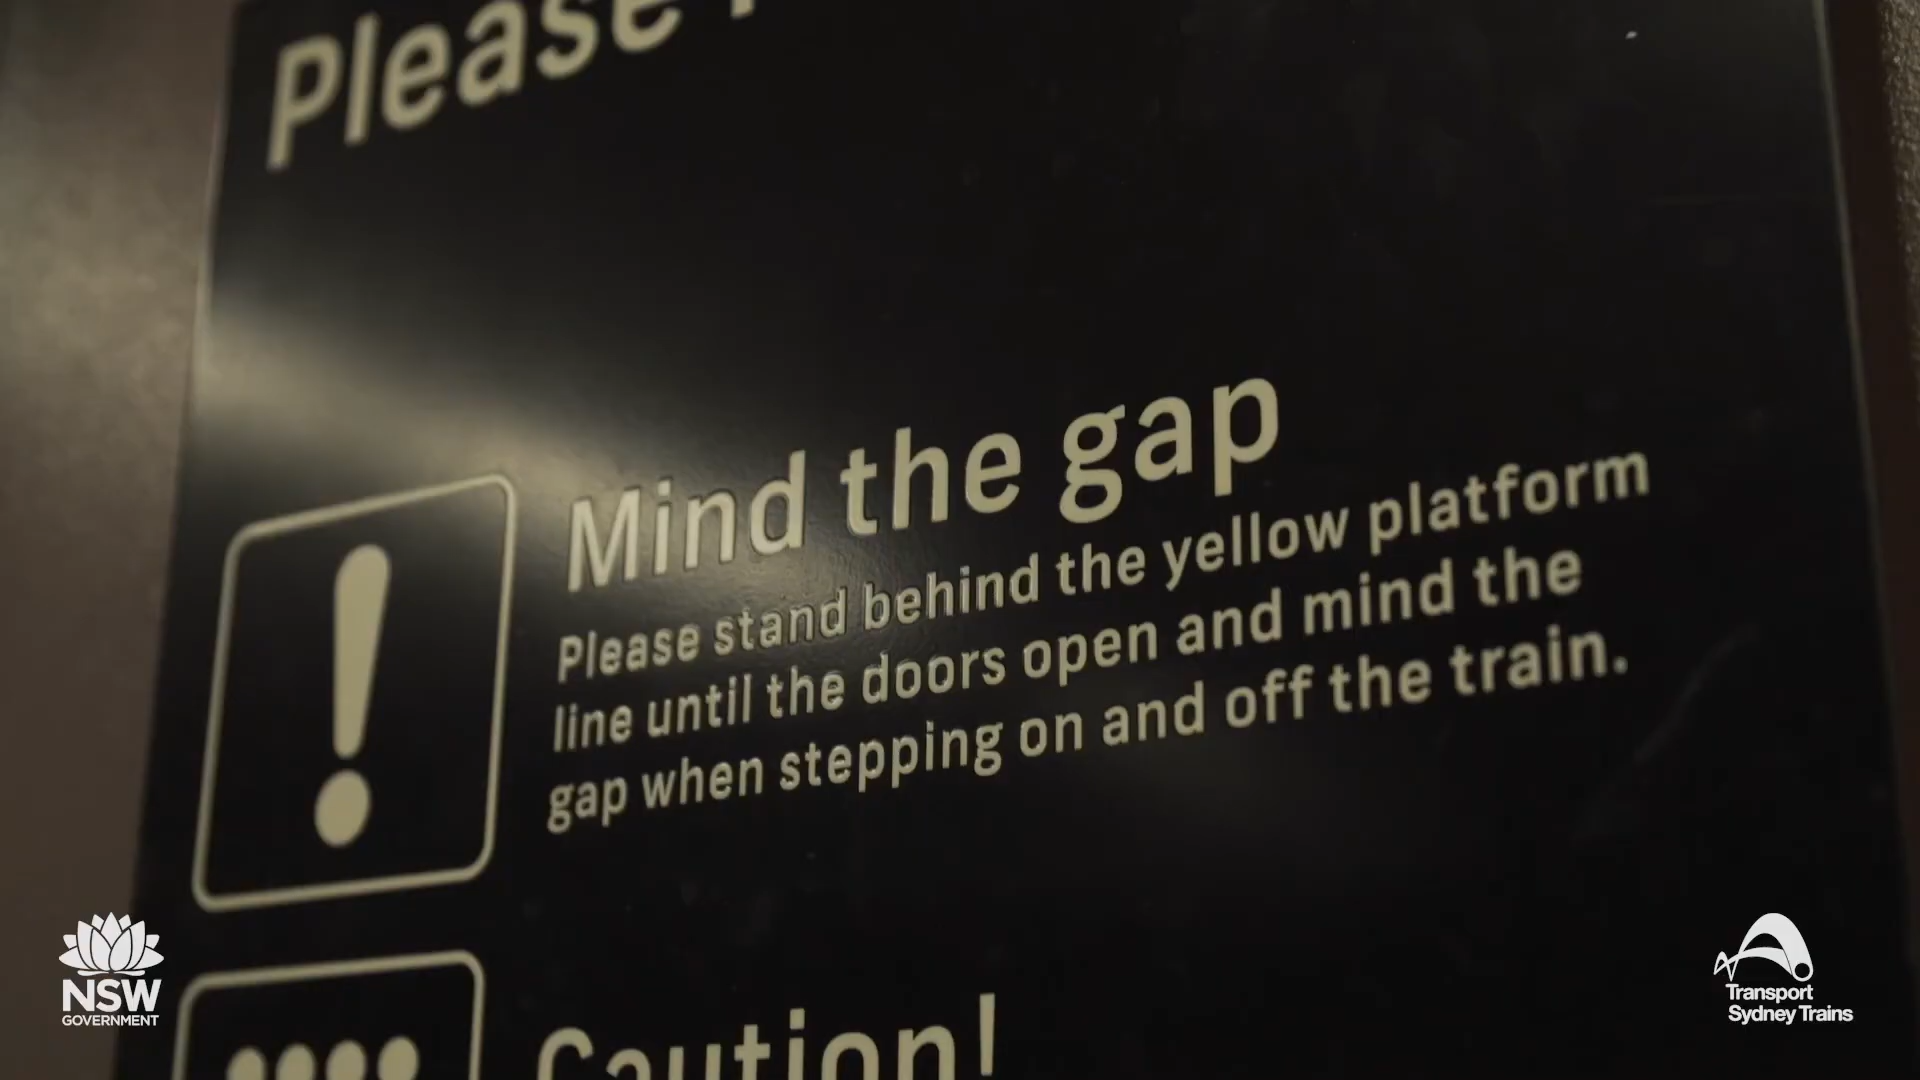 Please
Mind the gap
Please stand behind the yellow platform
line until the doors open and mind the
gap when stepping on and off the train.
Caution!
NSW
GOVERNMENT
Transport
Sydney Trains